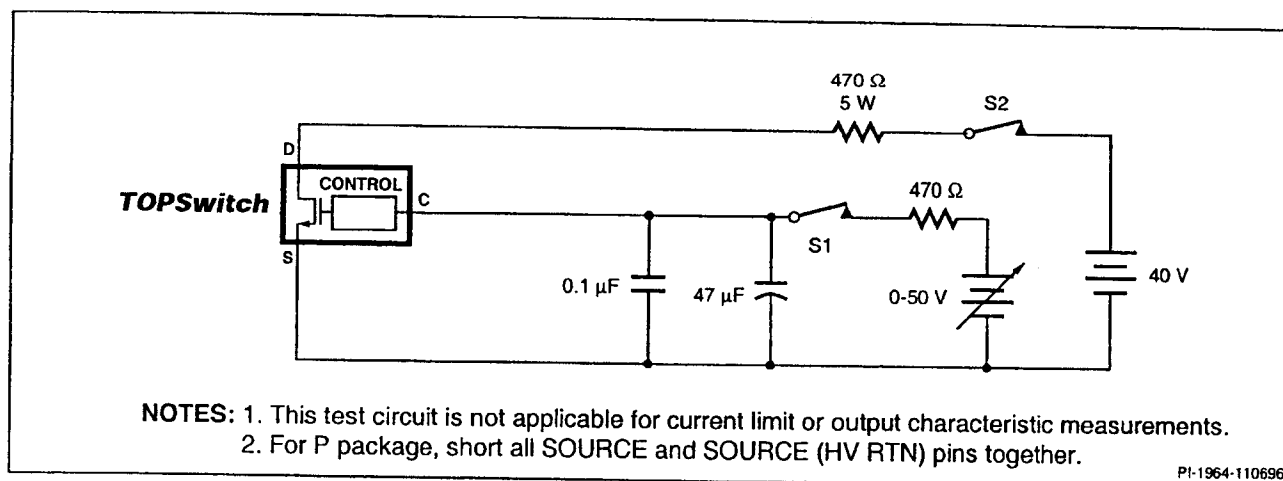 470 Ω
5 W
S2
D
CONTROL
TOPSwitch
C
470 Ω
S
S1
0.1 µF
47 µF
0-50 V
40 V
NOTES: 1. This test circuit is not applicable for current limit or output characteristic measurements.
2. For P package, short all SOURCE and SOURCE (HV RTN) pins together.
PI-1964-110696